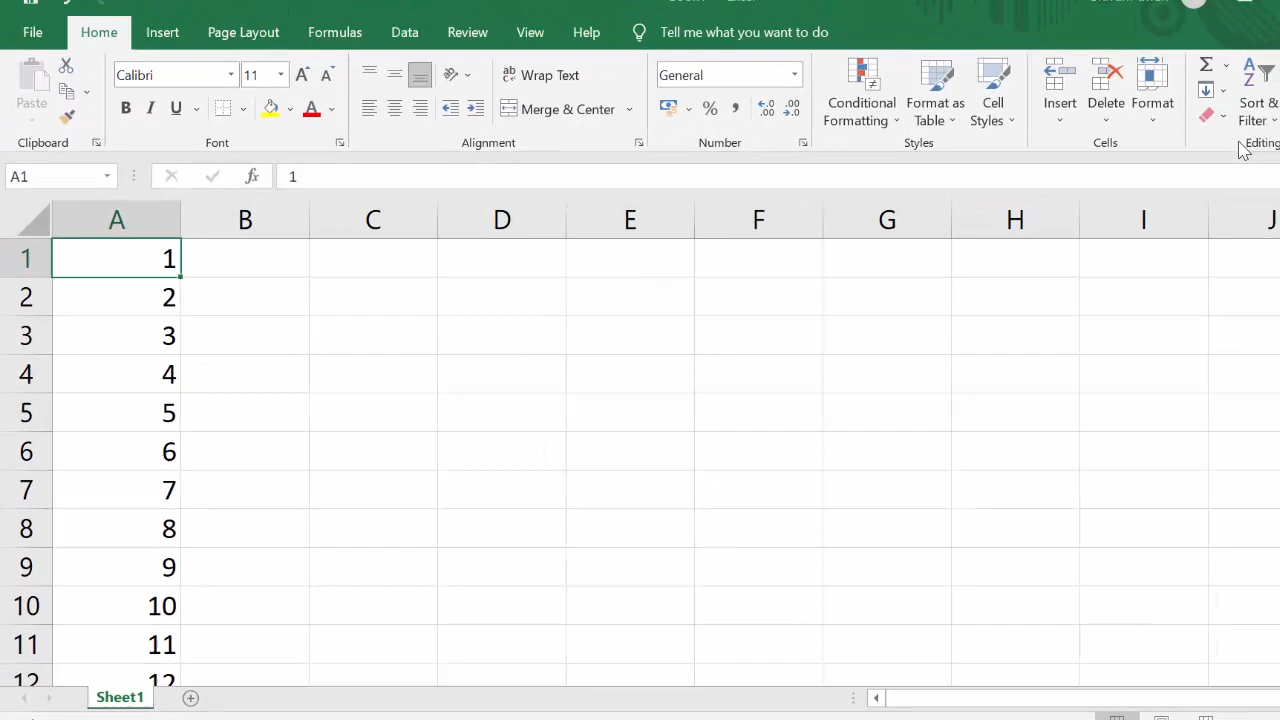 File Home Insert Page Layout Formulas Data Review View Help Tell me what you want to do
Calibri 11 Wrap Text General
Paste Merge & Center Conditional Formatting Format as Table Cell Styles Insert Delete Format Sort & Filter
Clipboard Font Alignment Number Styles Cells Editing
A1 fx 1
A B C D E F G H I J
1 1
2 2
3 3
4 4
5 5
6 6
7 7
8 8
9 9
10 10
11 11
12 12
Sheet1